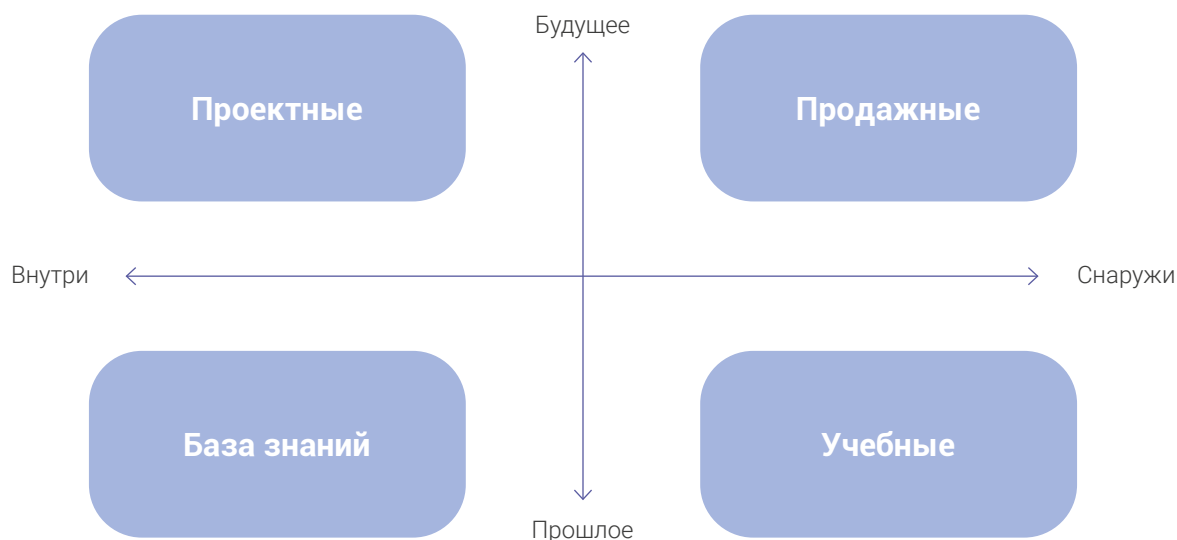 Будущее
Проектные
Продажные
Внутри
Снаружи
База знаний
Учебные
Прошлое